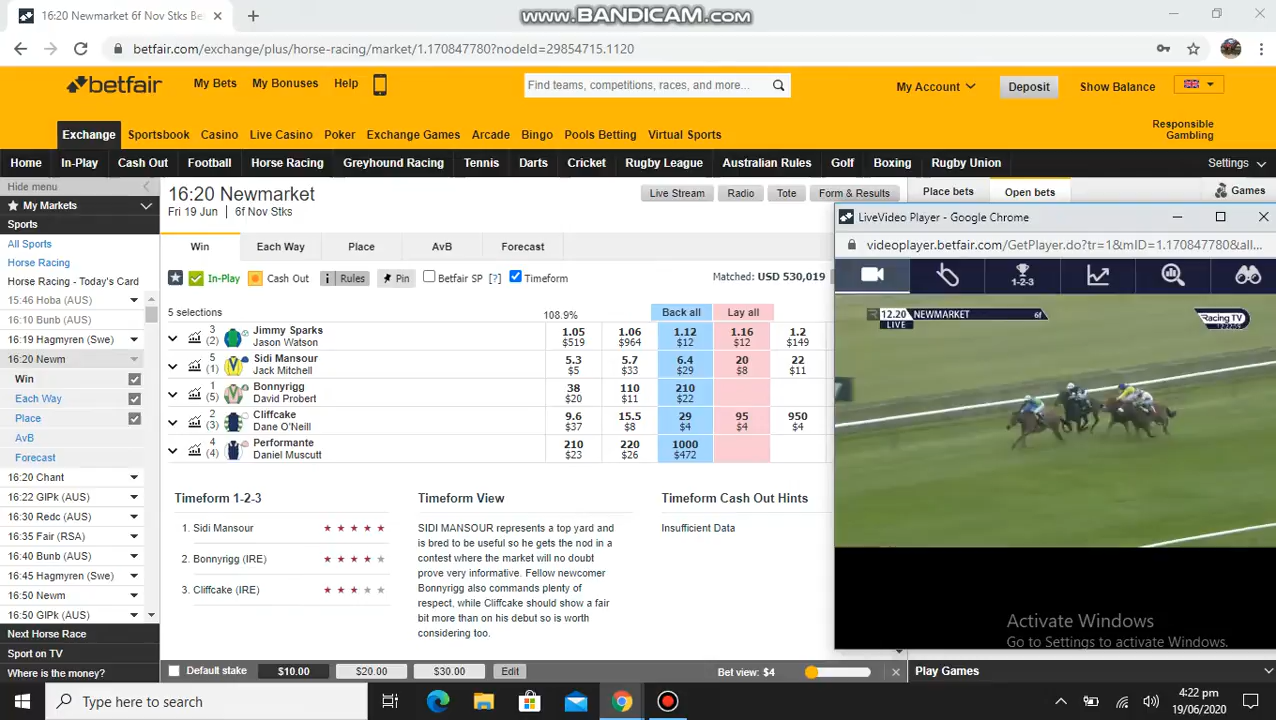 www.BANDICAM.com
16:20 Newmarket 6f Nov Stks Be
betfair.com/exchange/plus/horse-racing/market/1.170847780?nodeId=29854715.1120
betfair
My Bets
My Bonuses
Help
Find teams, competitions, races, and more...
My Account
Deposit
Show Balance
Exchange
Sportsbook
Casino
Live Casino
Poker
Exchange Games
Arcade
Bingo
Pools Betting
Virtual Sports
Responsible
Gambling
Home
In-Play
Cash Out
Football
Horse Racing
Greyhound Racing
Tennis
Darts
Cricket
Rugby League
Australian Rules
Golf
Boxing
Rugby Union
Settings
Hide menu
My Markets
Sports
All Sports
Horse Racing
Horse Racing - Today's Card
15:46 Hoba (AUS)
16:10 Bunb (AUS)
16:19 Hagmyren (Swe)
16:20 Newm
Win
Each Way
Place
AvB
Forecast
16:20 Chant
16:22 GlPk (AUS)
16:30 Redc (AUS)
16:35 Fair (RSA)
16:40 Bunb (AUS)
16:45 Hagmyren (Swe)
16:50 Newm
16:50 GlPk (AUS)
Next Horse Race
Sport on TV
Where is the money?
16:20 Newmarket
Fri 19 Jun | 6f Nov Stks
Live Stream
Radio
Tote
Form & Results
Place bets
Open bets
Games
Win
Each Way
Place
AvB
Forecast
In-Play
Cash Out
i Rules
Pin
Betfair SP [?]
Timeform
Matched: USD 530,019
5 selections
108.9%
Back all
Lay all
3 Jimmy Sparks 1.05 1.06 1.12 1.16 1.2
(2) Jason Watson $519 $964 $12 $12 $149
5 Sidi Mansour 5.3 5.7 6.4 20 22
(1) Jack Mitchell $5 $33 $29 $8 $11
1 Bonnyrigg 38 110 210
(5) David Probert $20 $11 $22
2 Cliffcake 9.6 15.5 29 95 950
(3) Dane O'Neill $37 $8 $4 $4 $4
4 Performante 210 220 1000
(4) Daniel Muscutt $23 $26 $472
Timeform 1-2-3
1. Sidi Mansour
2. Bonnyrigg (IRE)
3. Cliffcake (IRE)
Timeform View
SIDI MANSOUR represents a top yard and
is bred to be useful so he gets the nod in a
contest where the market will no doubt
prove very informative. Fellow newcomer
Bonnyrigg also commands plenty of
respect, while Cliffcake should show a fair
bit more than on his debut so is worth
considering too.
Timeform Cash Out Hints
Insufficient Data
Default stake
$10.00
$20.00
$30.00
Edit
Bet view: $4
Play Games
LiveVideo Player - Google Chrome
videoplayer.betfair.com/GetPlayer.do?tr=1&mID=1.170847780&all...
1-2-3
12.20 NEWMARKET 6f
LIVE
Racing TV
Activate Windows
Go to Settings to activate Windows.
Type here to search
4:22 pm
19/06/2020